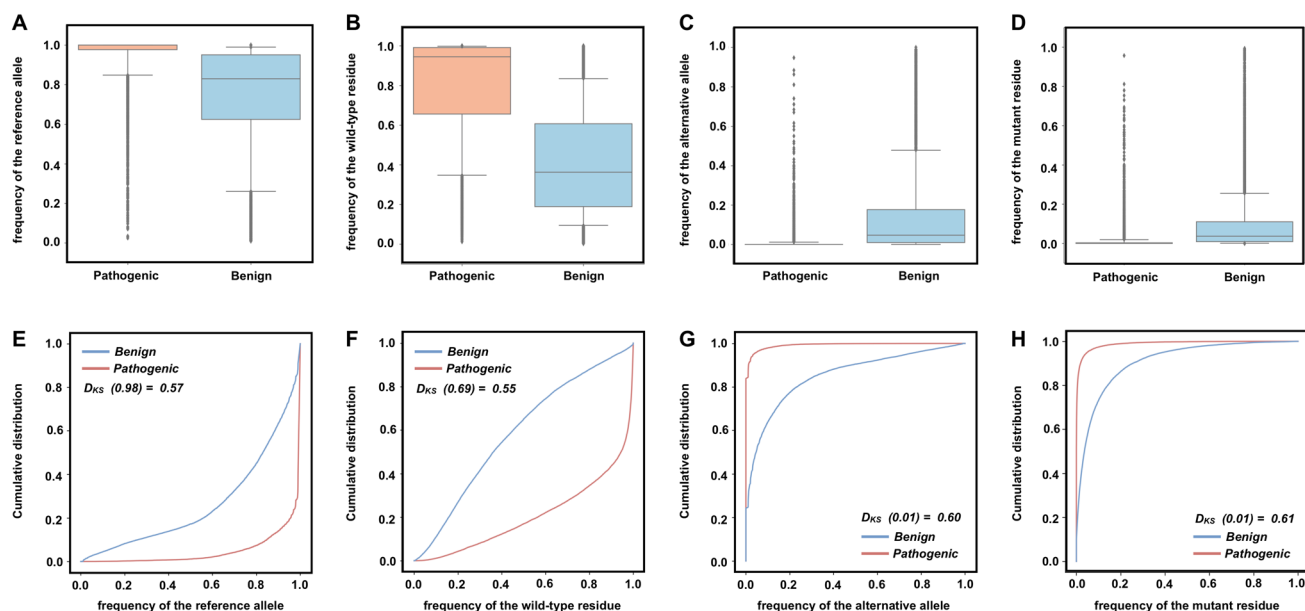 A
frequency of the reference allele
1.0
0.8
0.6
0.4
0.2
0.0
Pathogenic Benign
B
frequency of the wild-type residue
1.0
0.8
0.6
0.4
0.2
0.0
Pathogenic Benign
C
frequency of the alternative allele
1.0
0.8
0.6
0.4
0.2
0.0
Pathogenic Benign
D
frequency of the mutant residue
1.0
0.8
0.6
0.4
0.2
0.0
Pathogenic Benign
E
Cumulative distribution
1.0
0.8
0.6
0.4
0.2
0.0
Benign
Pathogenic
DKS (0.98) = 0.57
0.0 0.2 0.4 0.6 0.8 1.0
frequency of the reference allele
F
Cumulative distribution
1.0
0.8
0.6
0.4
0.2
0.0
Benign
Pathogenic
DKS (0.69) = 0.55
0.0 0.2 0.4 0.6 0.8 1.0
frequency of the wild-type residue
G
Cumulative distribution
1.0
0.8
0.6
0.4
0.2
0.0
DKS (0.01) = 0.60
Benign
Pathogenic
0.0 0.2 0.4 0.6 0.8 1.0
frequency of the alternative allele
H
Cumulative distribution
1.0
0.8
0.6
0.4
0.2
0.0
DKS (0.01) = 0.61
Benign
Pathogenic
0.0 0.2 0.4 0.6 0.8 1.0
frequency of the mutant residue